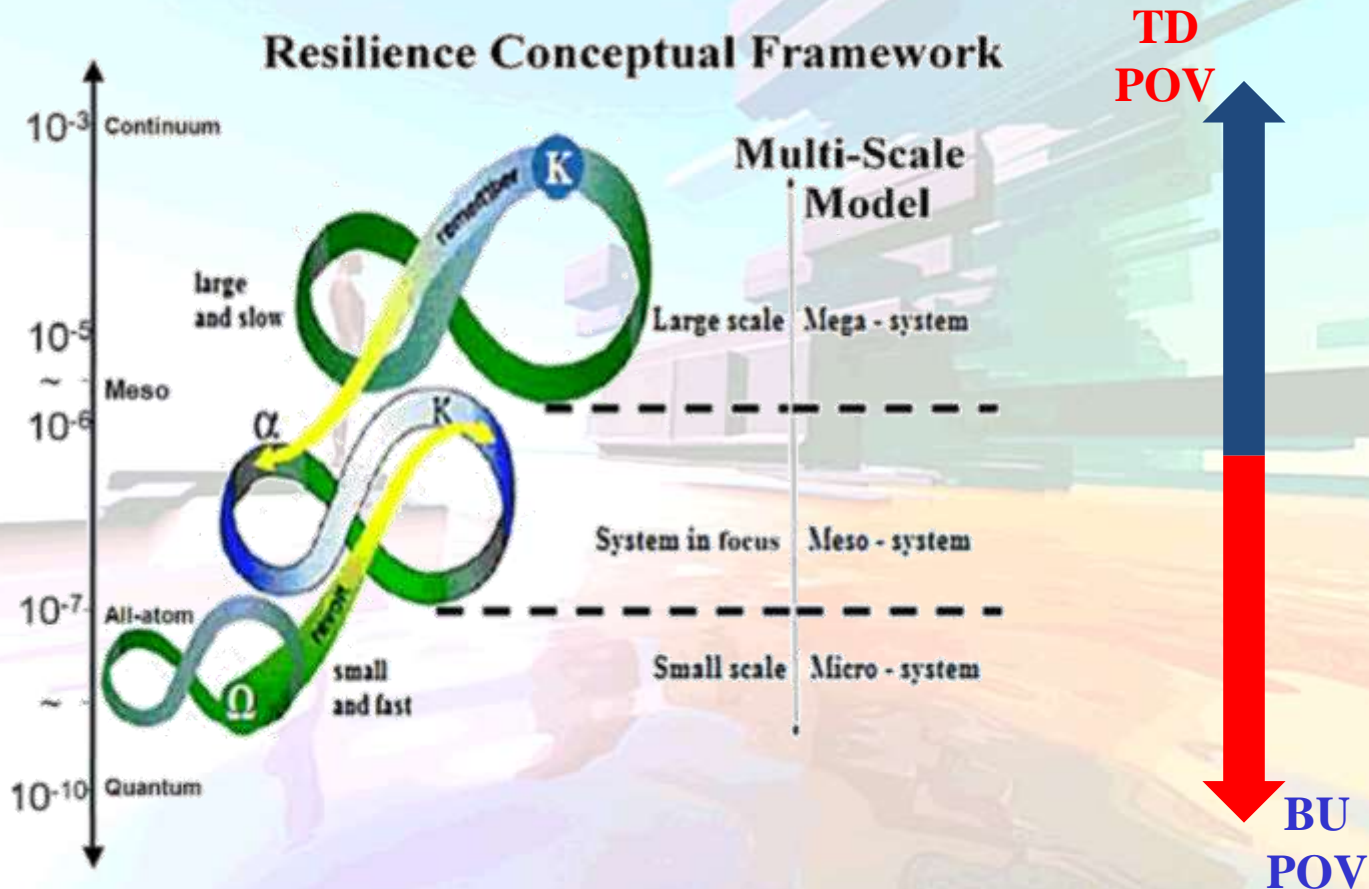 Resilience Conceptual Framework
TD
POV
10-3
Continuum
K
remember
Multi-Scale
Model
large
and slow
Large scale
Mega - system
10-5
~
Meso
10-6
α
K
System in focus
Meso - system
10-7
All-atom
revolt
Small scale
Micro - system
small
and fast
Ω
~
10-10
Quantum
BU
POV